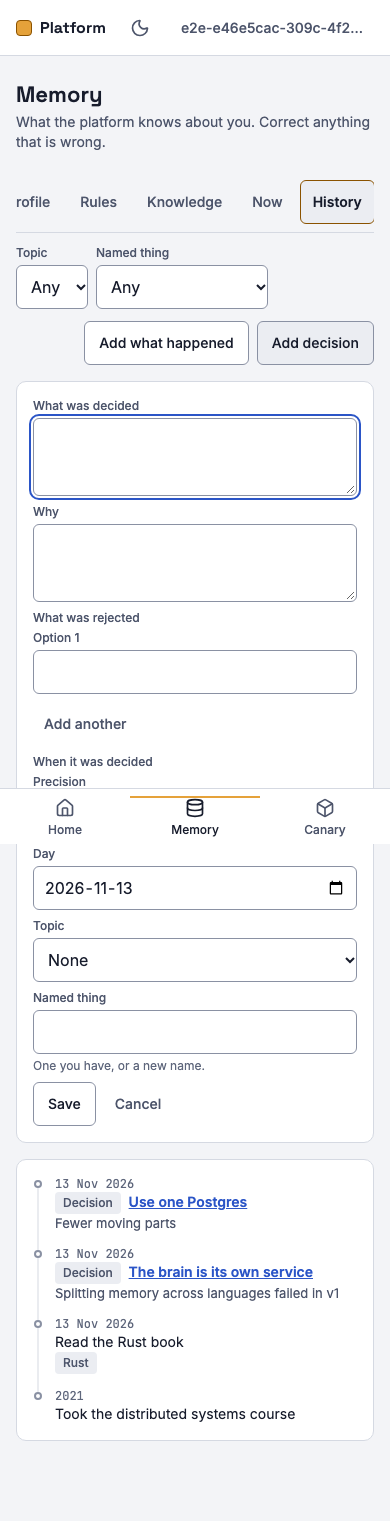 Platform
e2e-e46e5cac-309c-4f2...
Memory
What the platform knows about you. Correct anything
that is wrong.
rofile
Rules
Knowledge
Now
History
Topic
Named thing
Any
Any
Add what happened
Add decision
What was decided
Why
What was rejected
Option 1
Add another
When it was decided
Precision
Home
Memory
Canary
Day
2026-11-13
Topic
None
Named thing
One you have, or a new name.
Save
Cancel
13 Nov 2026
Decision
Use one Postgres
Fewer moving parts
13 Nov 2026
Decision
The brain is its own service
Splitting memory across languages failed in v1
13 Nov 2026
Read the Rust book
Rust
2021
Took the distributed systems course